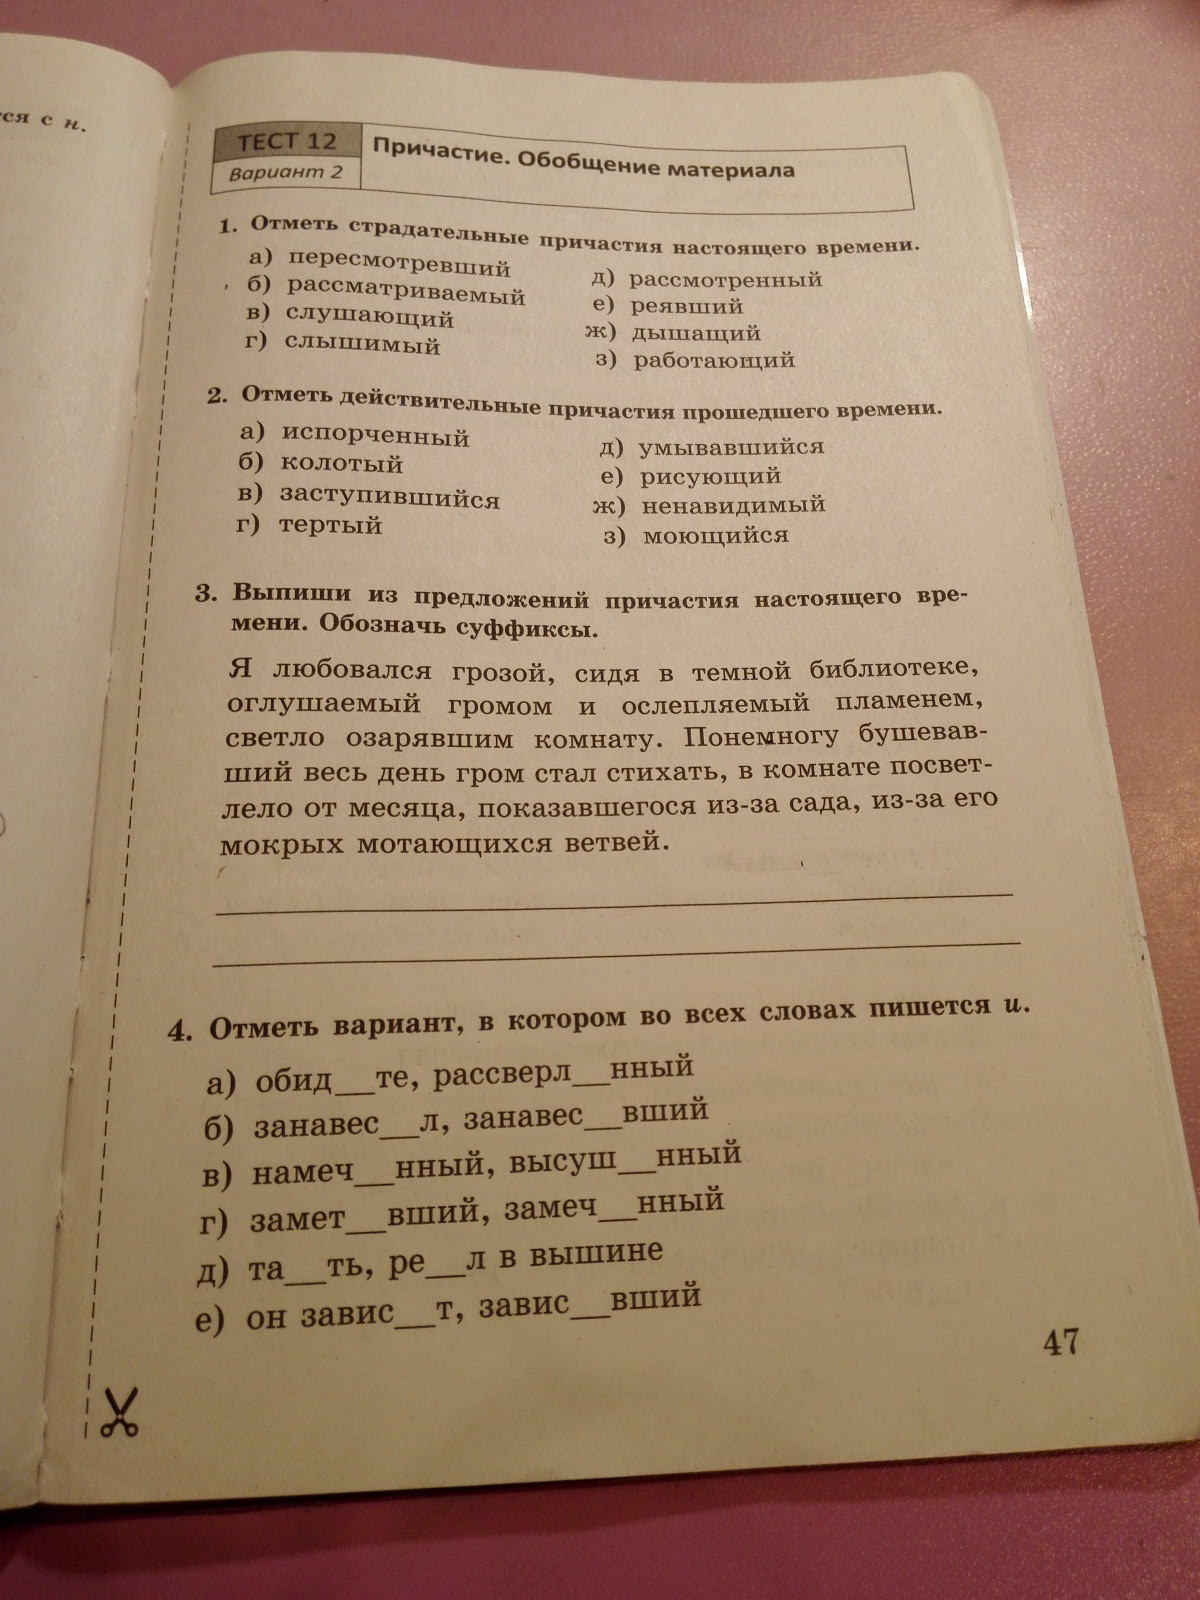 ся с н.
ТЕСТ 12
Вариант 2
Причастие. Обобщение материала
1. Отметь страдательные причастия настоящего времени.
а) пересмотревший
б) рассматриваемый
в) слушающий
г) слышимый
д) рассмотренный
е) реявший
ж) дышащий
з) работающий
2. Отметь действительные причастия прошедшего времени.
а) испорченный
б) колотый
в) заступившийся
г) тертый
д) умывавшийся
е) рисующий
ж) ненавидимый
з) моющийся
3. Выпиши из предложений причастия настоящего вре-
мени. Обозначь суффиксы.
Я любовался грозой, сидя в темной библиотеке,
оглушаемый громом и ослепляемый пламенем,
светло озарявшим комнату. Понемногу бушевав-
ший весь день гром стал стихать, в комнате посвет-
лело от месяца, показавшегося из-за сада, из-за его
мокрых мотающихся ветвей.
4. Отметь вариант, в котором во всех словах пишется и.
а) обид__те, рассверл__нный
б) занавес__л, занавес__вший
в) намеч__нный, высуш__нный
г) замет__вший, замеч__нный
д) та__ть, ре__л в вышине
е) он завис__т, завис__вший
47